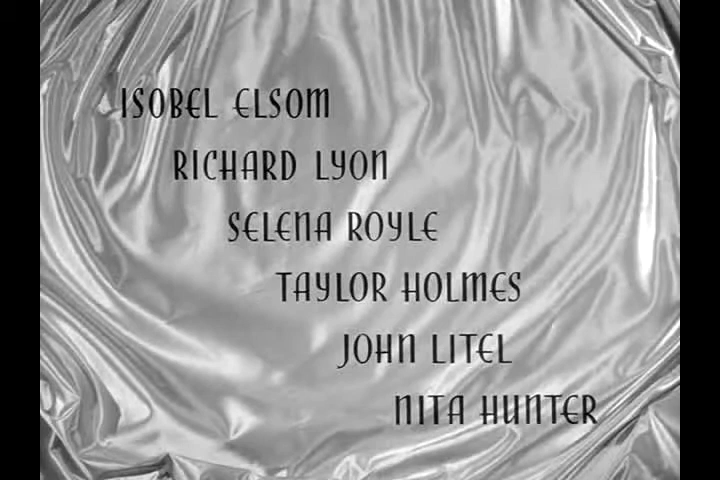 ISOBEL ELSOM
RICHARD LYON
SELENA ROYLE
TAYLOR HOLMES
JOHN LITEL
NITA HUNTER